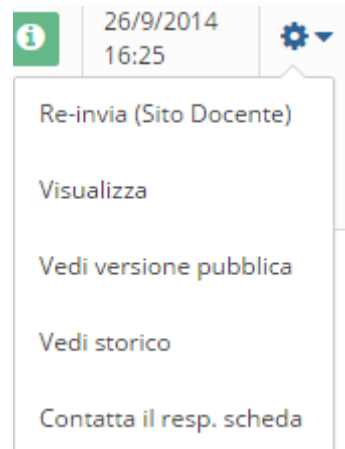 26/9/2014
16:25
Re-invia (Sito Docente)
Visualizza
Vedi versione pubblica
Vedi storico
Contatta il resp. scheda